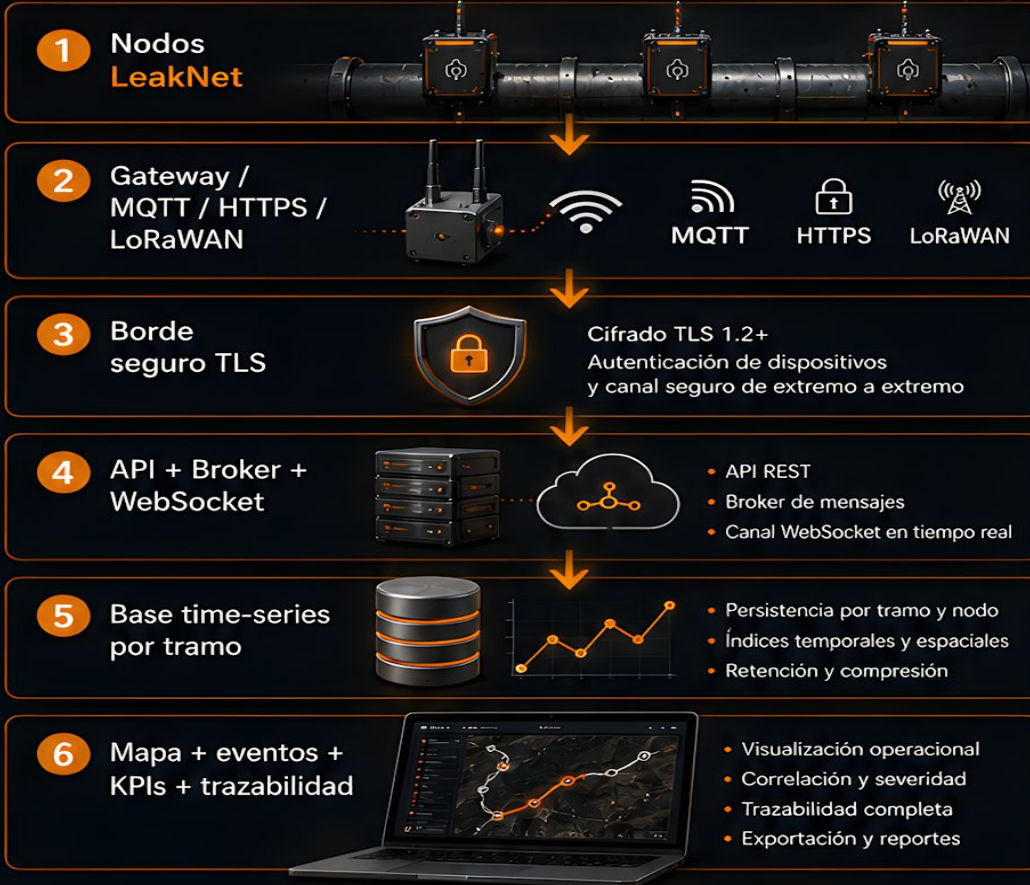 1
Nodos
LeakNet
2
Gateway /
MQTT / HTTPS /
LoRaWAN
MQTT
HTTPS
LoRaWAN
3
Borde
seguro TLS
Cifrado TLS 1.2+
Autenticación de dispositivos
y canal seguro de extremo a extremo
4
API + Broker +
WebSocket
• API REST
• Broker de mensajes
• Canal WebSocket en tiempo real
5
Base time-series
por tramo
• Persistencia por tramo y nodo
• Índices temporales y espaciales
• Retención y compresión
6
Mapa + eventos +
KPIs + trazabilidad
• Visualización operacional
• Correlación y severidad
• Trazabilidad completa
• Exportación y reportes